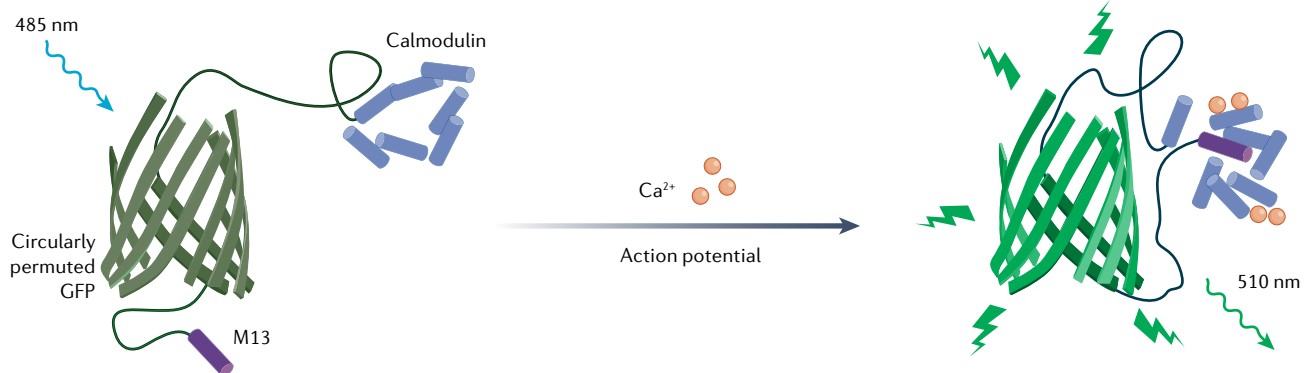 485 nm
Calmodulin
Circularly
permuted
GFP
M13
Ca²⁺
Action potential
510 nm